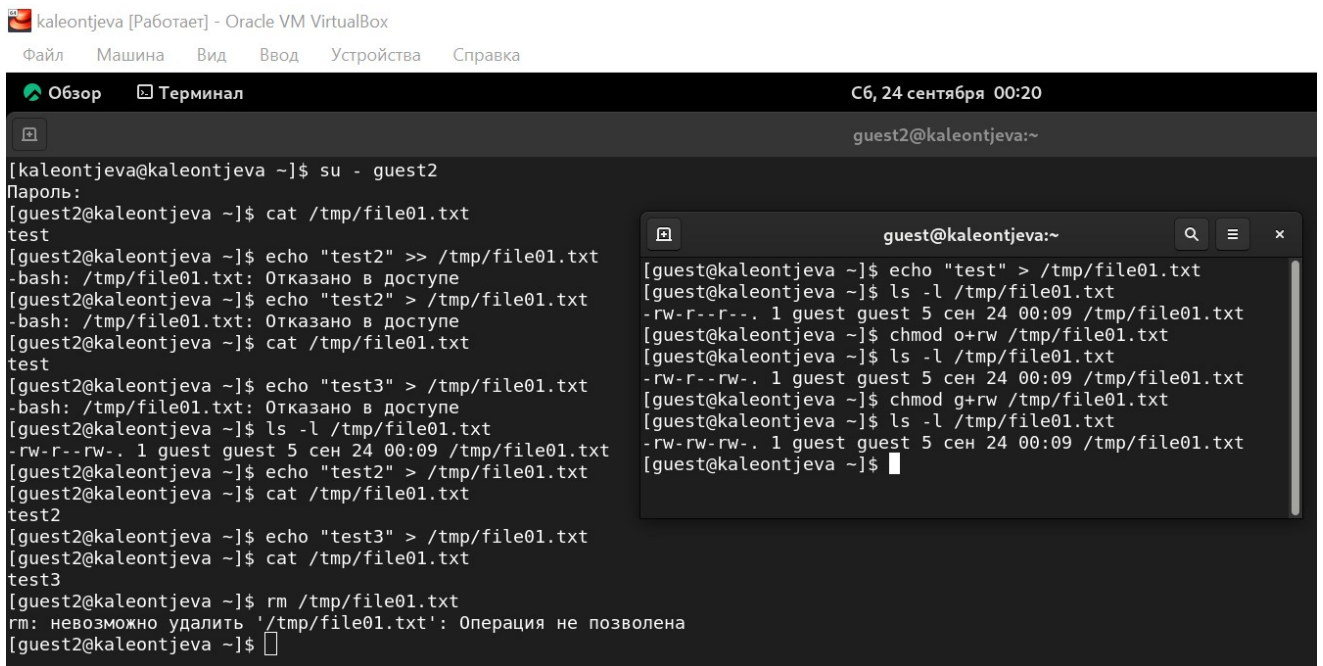 kaleontjeva [Работает] - Oracle VM VirtualBox
Файл Машина Вид Ввод Устройства Справка
Обзор Терминал Сб, 24 сентября 00:20
guest2@kaleontjeva:~
[kaleontjeva@kaleontjeva ~]$ su - guest2
Пароль:
[guest2@kaleontjeva ~]$ cat /tmp/file01.txt
test
[guest2@kaleontjeva ~]$ echo "test2" >> /tmp/file01.txt
-bash: /tmp/file01.txt: Отказано в доступе
[guest2@kaleontjeva ~]$ echo "test2" > /tmp/file01.txt
-bash: /tmp/file01.txt: Отказано в доступе
[guest2@kaleontjeva ~]$ cat /tmp/file01.txt
test
[guest2@kaleontjeva ~]$ echo "test3" > /tmp/file01.txt
-bash: /tmp/file01.txt: Отказано в доступе
[guest2@kaleontjeva ~]$ ls -l /tmp/file01.txt
-rw-r--rw-. 1 guest guest 5 сен 24 00:09 /tmp/file01.txt
[guest2@kaleontjeva ~]$ echo "test2" > /tmp/file01.txt
[guest2@kaleontjeva ~]$ cat /tmp/file01.txt
test2
[guest2@kaleontjeva ~]$ echo "test3" > /tmp/file01.txt
[guest2@kaleontjeva ~]$ cat /tmp/file01.txt
test3
[guest2@kaleontjeva ~]$ rm /tmp/file01.txt
rm: невозможно удалить '/tmp/file01.txt': Операция не позволена
[guest2@kaleontjeva ~]$
guest@kaleontjeva:~
[guest@kaleontjeva ~]$ echo "test" > /tmp/file01.txt
[guest@kaleontjeva ~]$ ls -l /tmp/file01.txt
-rw-r--r--. 1 guest guest 5 сен 24 00:09 /tmp/file01.txt
[guest@kaleontjeva ~]$ chmod o+rw /tmp/file01.txt
[guest@kaleontjeva ~]$ ls -l /tmp/file01.txt
-rw-r--rw-. 1 guest guest 5 сен 24 00:09 /tmp/file01.txt
[guest@kaleontjeva ~]$ chmod g+rw /tmp/file01.txt
[guest@kaleontjeva ~]$ ls -l /tmp/file01.txt
-rw-rw-rw-. 1 guest guest 5 сен 24 00:09 /tmp/file01.txt
[guest@kaleontjeva ~]$